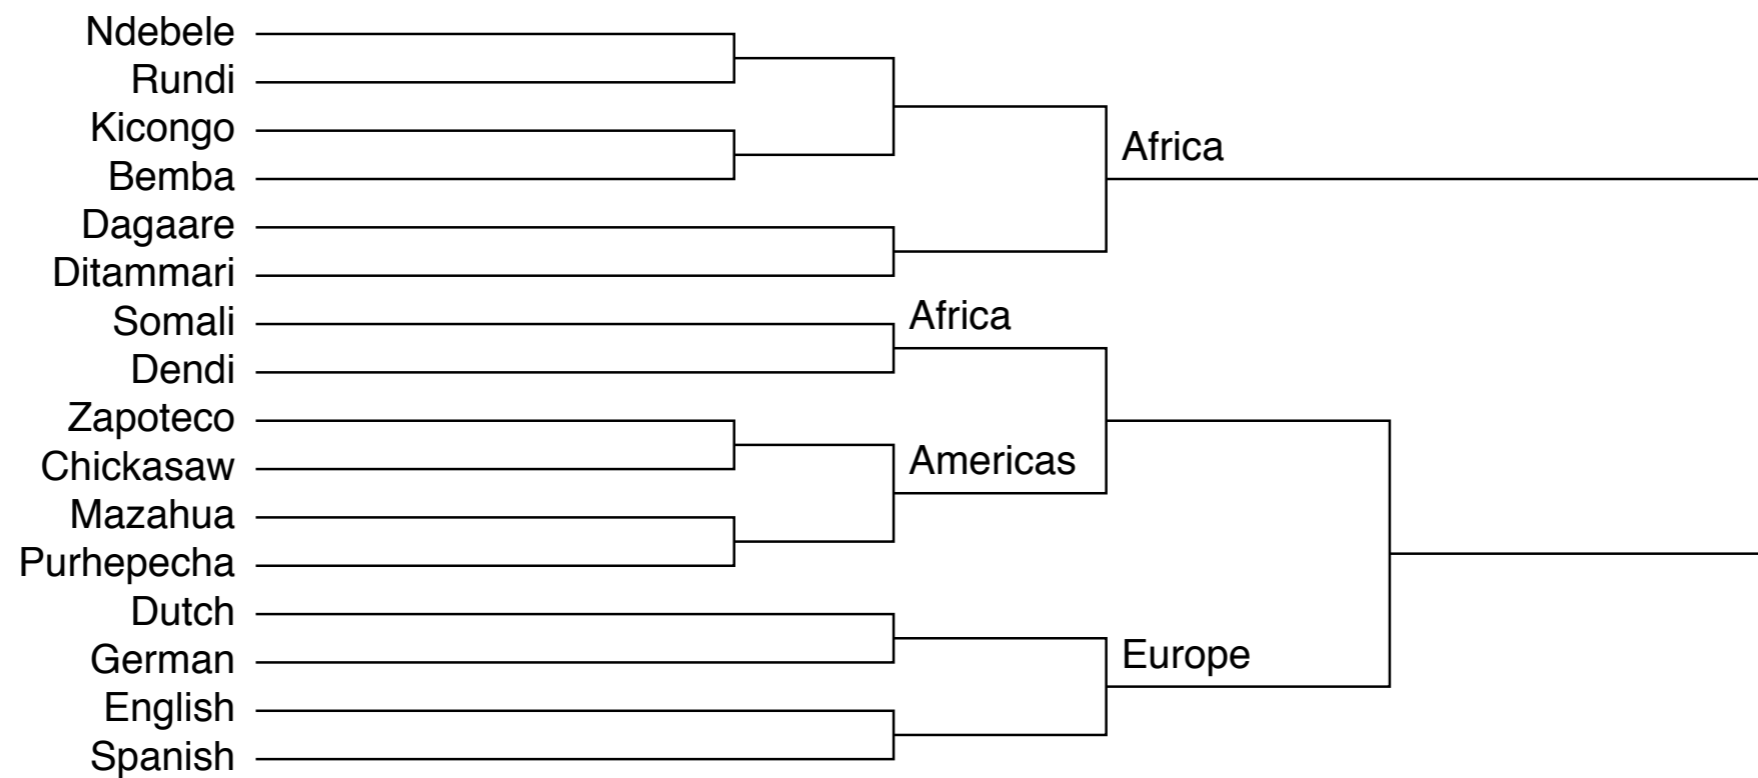 Ndebele
Rundi
Kicongo
Africa
Bemba
Dagaare
Ditammari
Somali
Africa
Dendi
Zapoteco
Chickasaw
Americas
Mazahua
Purhepecha
Dutch
German
Europe
English
Spanish